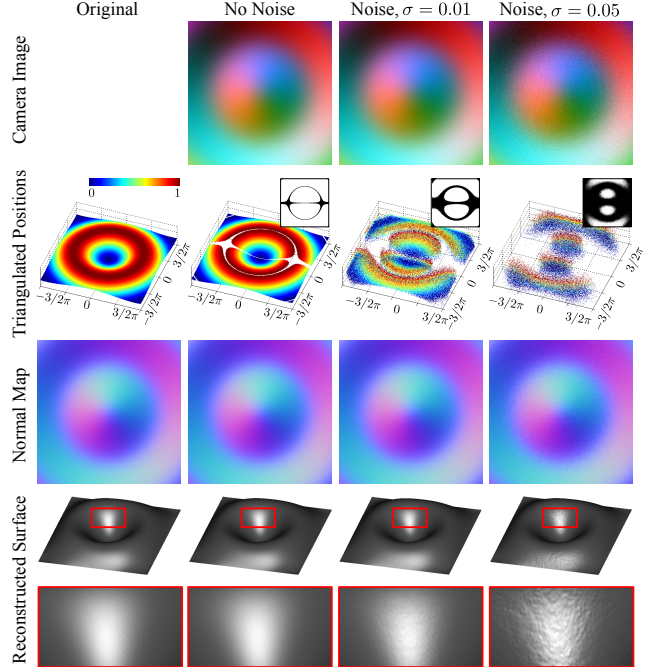 Original No Noise Noise, σ = 0.01 Noise, σ = 0.05
Camera Image
Triangulated Positions
0 1
−3/2π 0 3/2π −3/2π 0 3/2π
−3/2π 0 3/2π −3/2π 0 3/2π
−3/2π 0 3/2π −3/2π 0 3/2π
−3/2π 0 3/2π −3/2π 0 3/2π
Normal Map
Reconstructed Surface